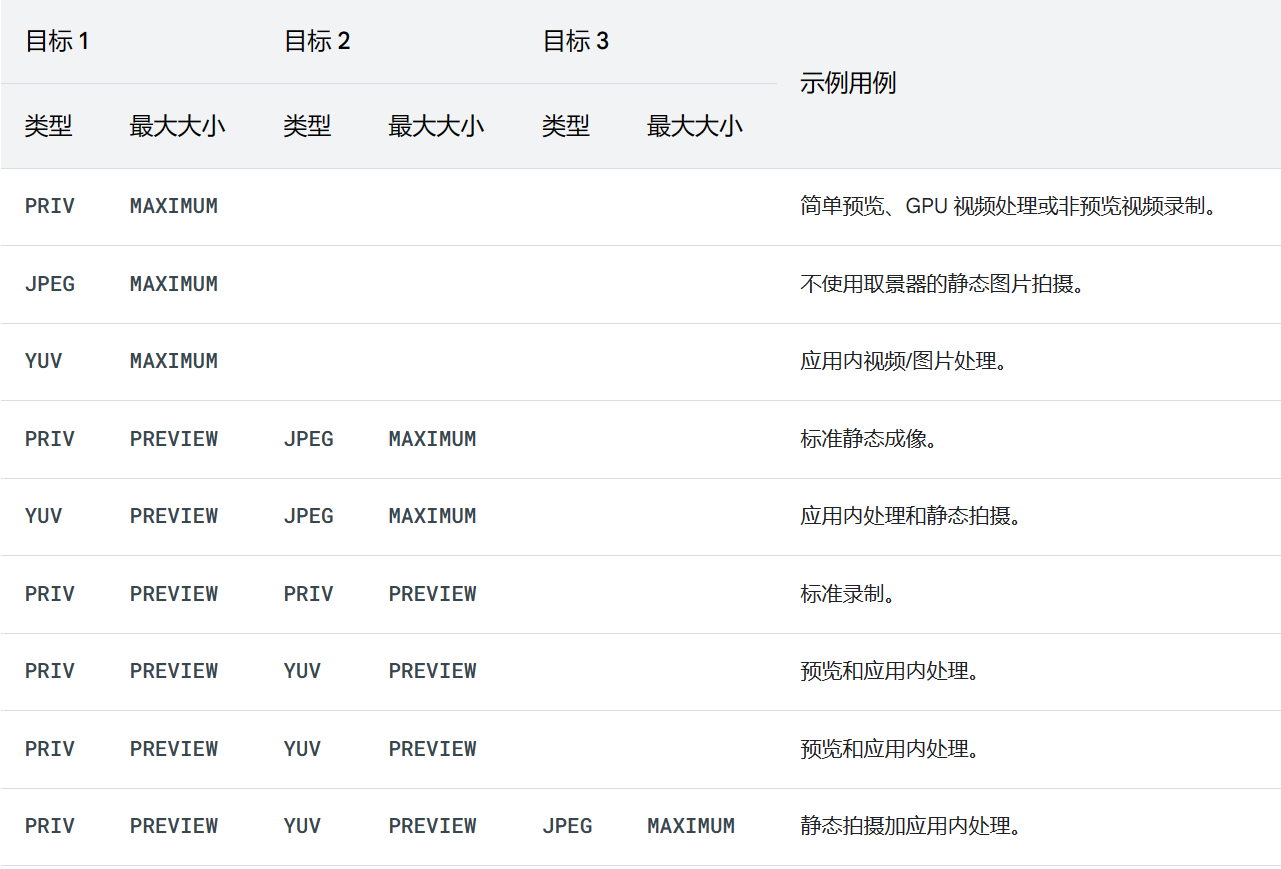 目标 1 目标 2 目标 3 示例用例
类型 最大大小 类型 最大大小 类型 最大大小
PRIV MAXIMUM 简单预览、GPU 视频处理或非预览视频录制。
JPEG MAXIMUM 不使用取景器的静态图片拍摄。
YUV MAXIMUM 应用内视频/图片处理。
PRIV PREVIEW JPEG MAXIMUM 标准静态成像。
YUV PREVIEW JPEG MAXIMUM 应用内处理和静态拍摄。
PRIV PREVIEW PRIV PREVIEW 标准录制。
PRIV PREVIEW YUV PREVIEW 预览和应用内处理。
PRIV PREVIEW YUV PREVIEW 预览和应用内处理。
PRIV PREVIEW YUV PREVIEW JPEG MAXIMUM 静态拍摄加应用内处理。